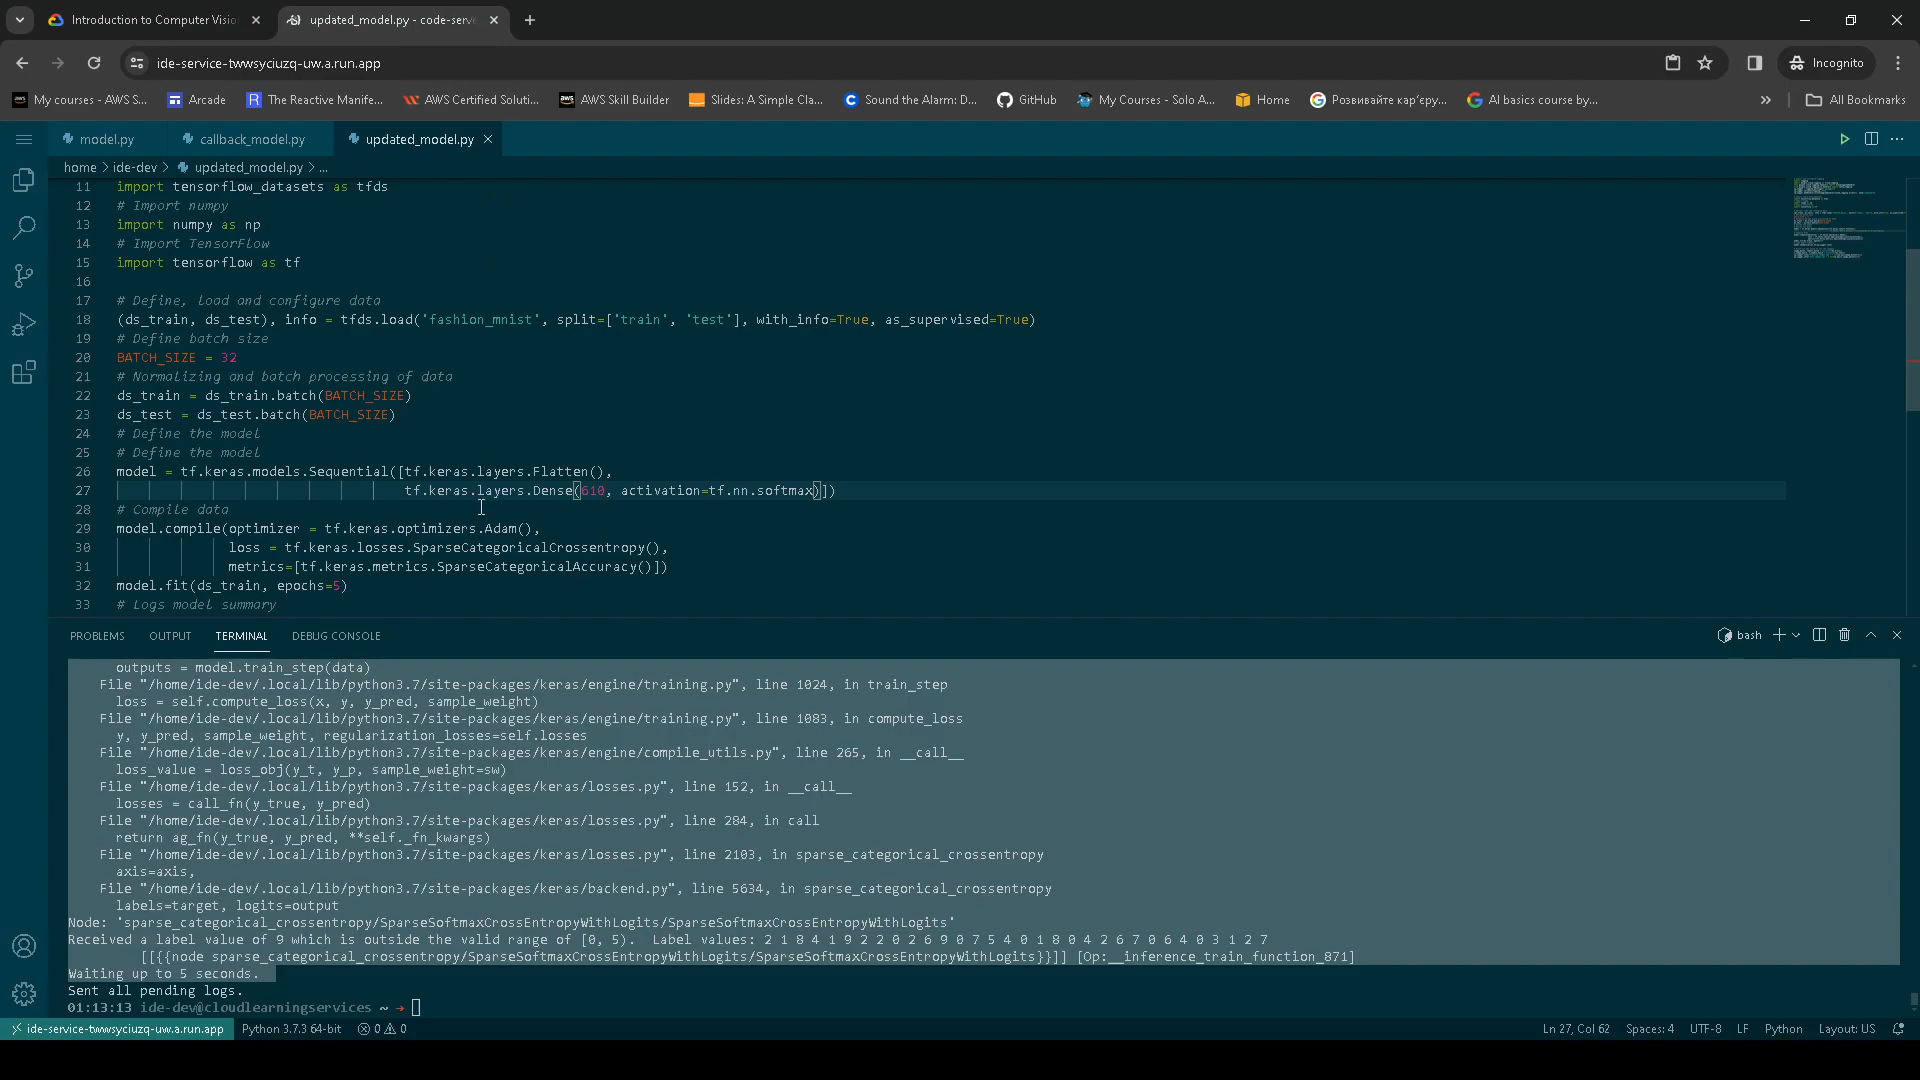 Introduction to Computer Visio
updated_model.py - code-serv
ide-service-twwsyciuzq-uw.a.run.app
Incognito
My courses - AWS S...
Arcade
The Reactive Manife...
AWS Certified Soluti...
AWS Skill Builder
Slides: A Simple Cla...
Sound the Alarm: D...
GitHub
My Courses - Solo A...
Home
Розвивайте кар'єру...
AI basics course by...
All Bookmarks
model.py
callback_model.py
updated_model.py
home > ide-dev > updated_model.py > ...
11 import tensorflow_datasets as tfds
12 # Import numpy
13 import numpy as np
14 # Import TensorFlow
15 import tensorflow as tf
16
17 # Define, load and configure data
18 (ds_train, ds_test), info = tfds.load('fashion_mnist', split=['train', 'test'], with_info=True, as_supervised=True)
19 # Define batch size
20 BATCH_SIZE = 32
21 # Normalizing and batch processing of data
22 ds_train = ds_train.batch(BATCH_SIZE)
23 ds_test = ds_test.batch(BATCH_SIZE)
24 # Define the model
25 # Define the model
26 model = tf.keras.models.Sequential([tf.keras.layers.Flatten(),
27 tf.keras.layers.Dense(610, activation=tf.nn.softmax)])
28 # Compile data
29 model.compile(optimizer = tf.keras.optimizers.Adam(),
30 loss = tf.keras.losses.SparseCategoricalCrossentropy(),
31 metrics=[tf.keras.metrics.SparseCategoricalAccuracy()])
32 model.fit(ds_train, epochs=5)
33 # Logs model summary
PROBLEMS
OUTPUT
TERMINAL
DEBUG CONSOLE
bash
outputs = model.train_step(data)
File "/home/ide-dev/.local/lib/python3.7/site-packages/keras/engine/training.py", line 1024, in train_step
loss = self.compute_loss(x, y, y_pred, sample_weight)
File "/home/ide-dev/.local/lib/python3.7/site-packages/keras/engine/training.py", line 1083, in compute_loss
y, y_pred, sample_weight, regularization_losses=self.losses
File "/home/ide-dev/.local/lib/python3.7/site-packages/keras/engine/compile_utils.py", line 265, in __call__
loss_value = loss_obj(y_t, y_p, sample_weight=sw)
File "/home/ide-dev/.local/lib/python3.7/site-packages/keras/losses.py", line 152, in __call__
losses = call_fn(y_true, y_pred)
File "/home/ide-dev/.local/lib/python3.7/site-packages/keras/losses.py", line 284, in call
return ag_fn(y_true, y_pred, **self._fn_kwargs)
File "/home/ide-dev/.local/lib/python3.7/site-packages/keras/losses.py", line 2103, in sparse_categorical_crossentropy
axis=axis,
File "/home/ide-dev/.local/lib/python3.7/site-packages/keras/backend.py", line 5634, in sparse_categorical_crossentropy
labels=target, logits=output
Node: 'sparse_categorical_crossentropy/SparseSoftmaxCrossEntropyWithLogits/SparseSoftmaxCrossEntropyWithLogits'
Received a label value of 9 which is outside the valid range of [0, 5).  Label values: 2 1 8 4 1 9 2 2 0 2 6 9 0 7 5 4 0 1 8 0 4 2 6 7 0 6 4 0 3 1 2 7
[[{{node sparse_categorical_crossentropy/SparseSoftmaxCrossEntropyWithLogits/SparseSoftmaxCrossEntropyWithLogits}}]] [Op:__inference_train_function_871]
Waiting up to 5 seconds.
Sent all pending logs.
01:13:13 ide-dev@cloudlearningservices ~ →
ide-service-twwsyciuzq-uw.a.run.app
Python 3.7.3 64-bit
0 0
Ln 27, Col 62
Spaces: 4
UTF-8
LF
Python
Layout: US